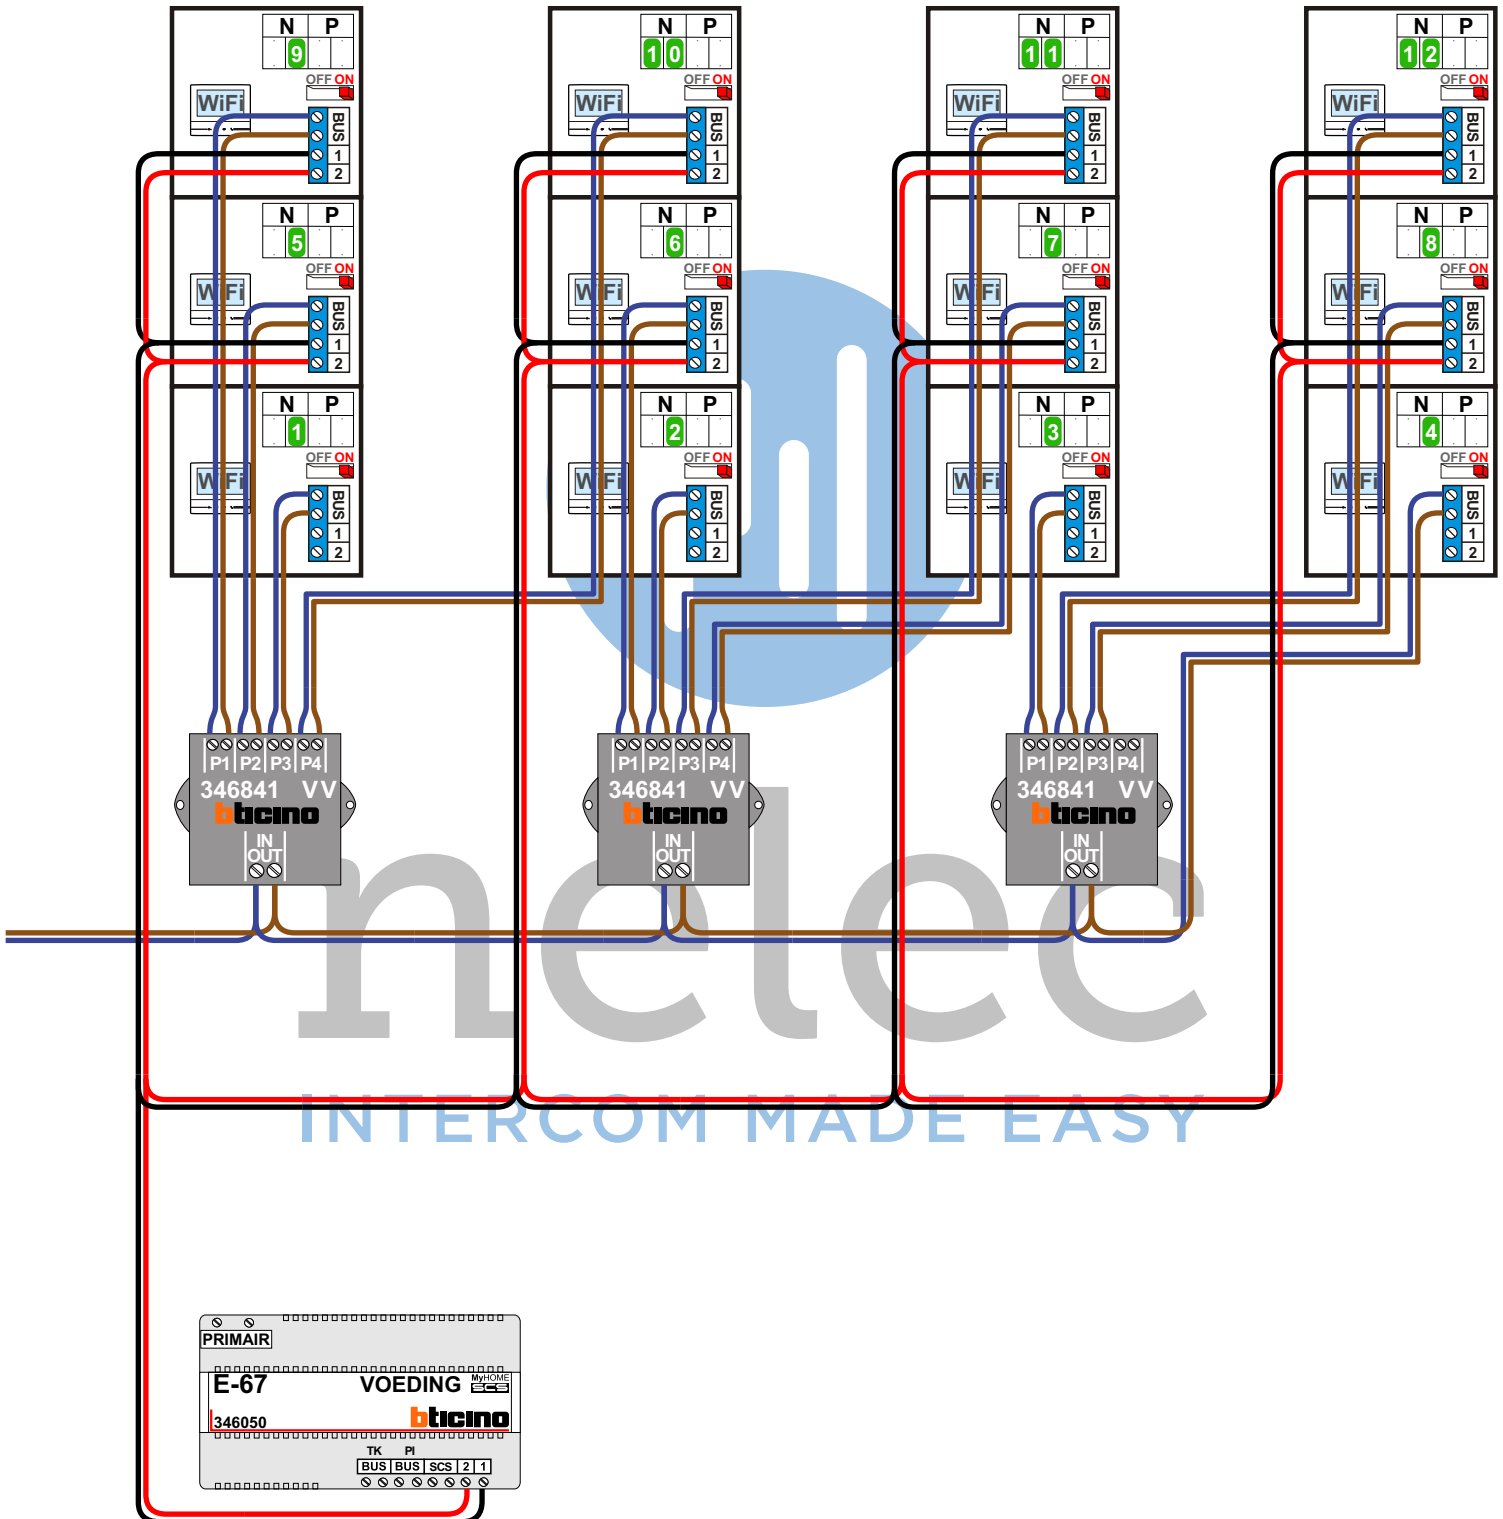 N P N P N P N P
9 10 11 12
OFF ON OFF ON OFF ON OFF ON
WiFi WiFi WiFi WiFi
BUS BUS BUS BUS
1 1 1 1
2 2 2 2
N P N P N P N P
5 6 7 8
OFF ON OFF ON OFF ON OFF ON
WiFi WiFi WiFi WiFi
BUS BUS BUS BUS
1 1 1 1
2 2 2 2
N P N P N P N P
1 2 3 4
OFF ON OFF ON OFF ON OFF ON
WiFi WiFi WiFi WiFi
BUS BUS BUS BUS
1 1 1 1
2 2 2 2
P1 P2 P3 P4 P1 P2 P3 P4 P1 P2 P3 P4
346841 VV 346841 VV 346841 VV
bticino bticino bticino
IN IN IN
OUT OUT OUT
nelec
INTERCOM MADE EASY
PRIMAIR
E-67 VOEDING MyHOME
SCS
346050 bticino
TK PI
BUS BUS SCS 2 1